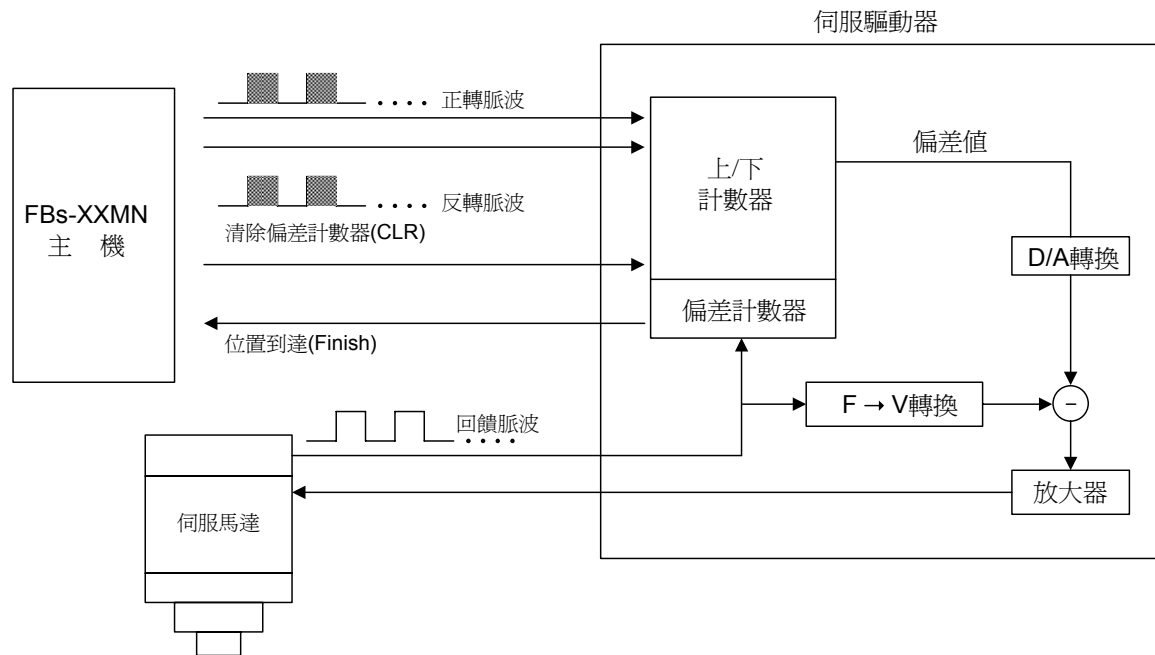 伺服驅動器
‥‥ 正轉脈波
FBs-XXMN
主 機
上/下
計數器
偏差值
‥‥ 反轉脈波
清除偏差計數器(CLR)
D/A轉換
偏差計數器
位置到達(Finish)
F → V轉換
−
回饋脈波
‥‥
放大器
伺服馬達